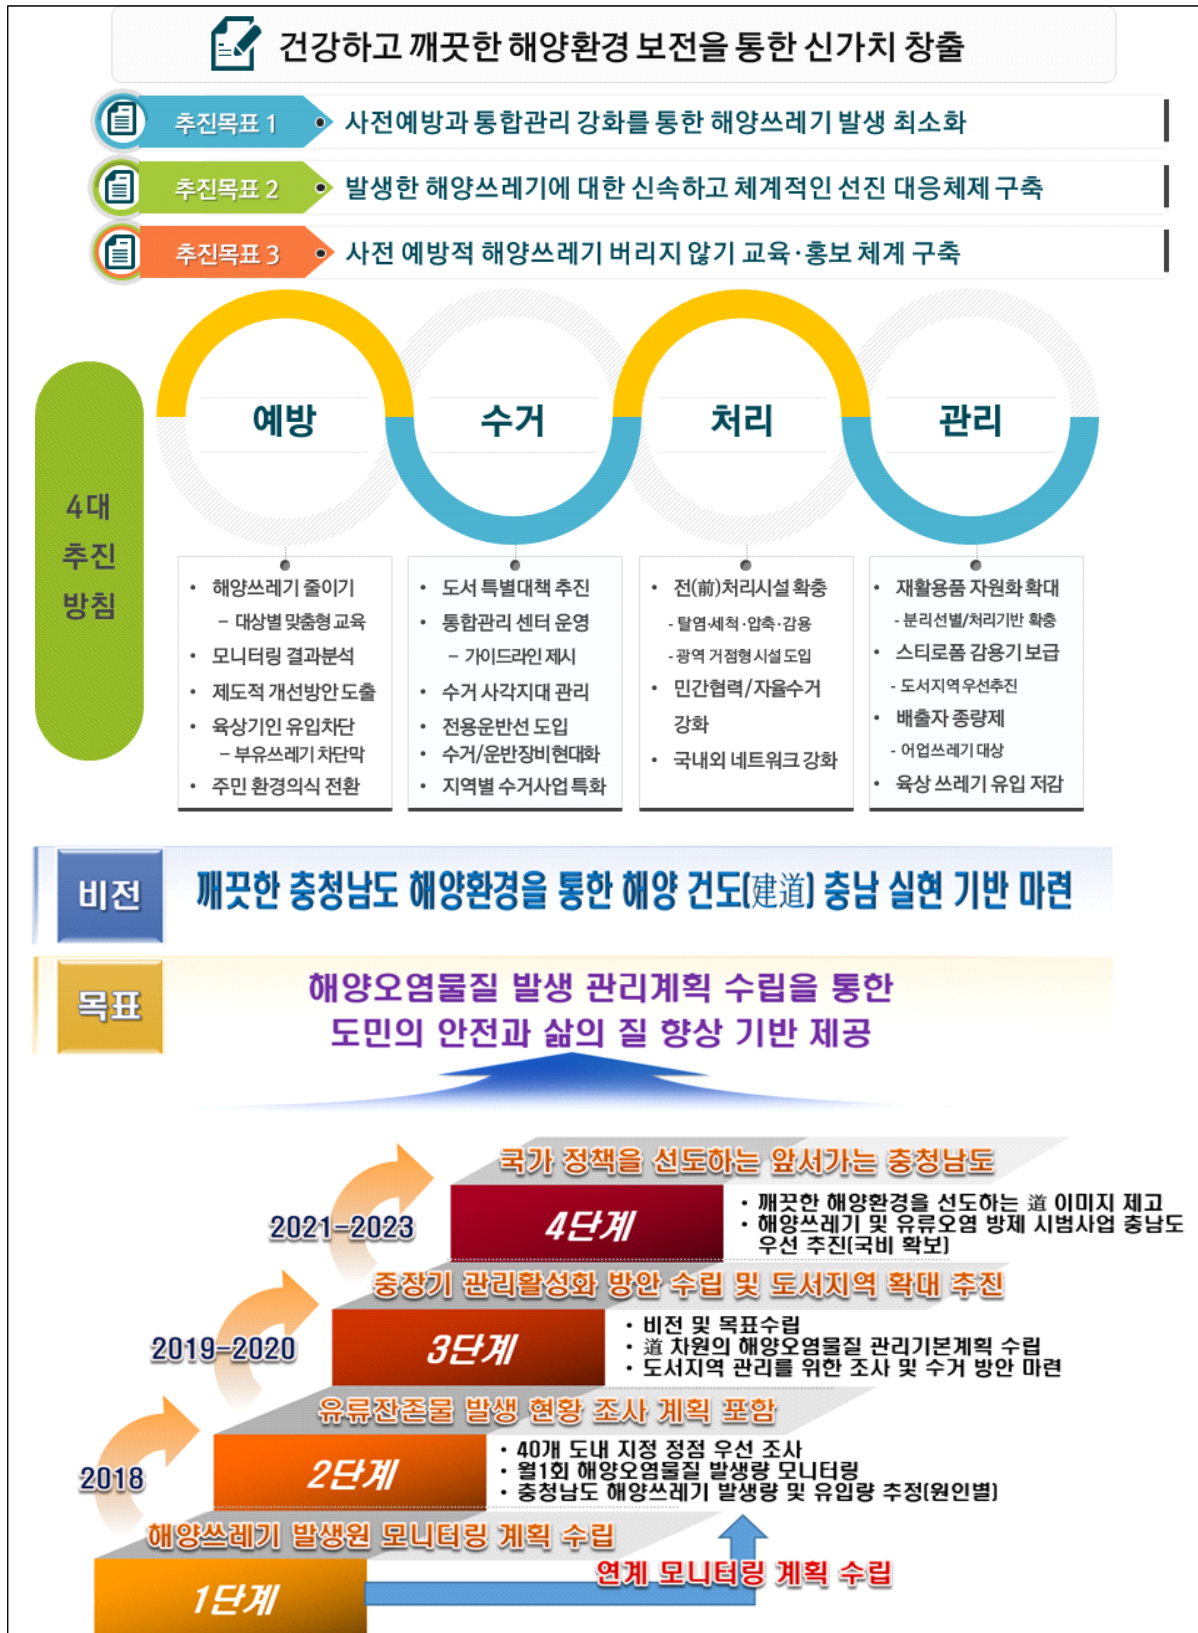 건강하고 깨끗한 해양환경 보전을 통한 신가치 창출
추진목표 1 • 사전예방과 통합관리 강화를 통한 해양쓰레기 발생 최소화
추진목표 2 • 발생한 해양쓰레기에 대한 신속하고 체계적인 선진 대응체제 구축
추진목표 3 • 사전 예방적 해양쓰레기 버리지 않기 교육·홍보 체계 구축
4대
추진
방침
예방
• 해양쓰레기 줄이기
– 대상별 맞춤형 교육
• 모니터링 결과분석
• 제도적 개선방안 도출
• 육상기인 유입차단
– 부유쓰레기 차단막
• 주민 환경의식 전환
수거
• 도서 특별대책 추진
• 통합관리 센터 운영
– 가이드라인 제시
• 수거 사각지대 관리
• 전용운반선 도입
• 수거/운반장비현대화
• 지역별 수거사업 특화
처리
• 전(前)처리시설 확충
- 탈염·세척·압축·감용
- 광역 거점형 시설 도입
• 민간협력/자율수거
강화
• 국내외 네트워크 강화
관리
• 재활용품 자원화 확대
- 분리선별/처리기반 확충
• 스티로폼 감용기 보급
- 도서지역 우선추진
• 배출자 종량제
- 어업쓰레기 대상
• 육상 쓰레기 유입 저감
비전
깨끗한 충청남도 해양환경을 통한 해양 건도(建道) 충남 실현 기반 마련
목표
해양오염물질 발생 관리계획 수립을 통한
도민의 안전과 삶의 질 향상 기반 제공
국가 정책을 선도하는 앞서가는 충청남도
2021-2023
4단계
• 깨끗한 해양환경을 선도하는 道 이미지 제고
• 해양쓰레기 및 유류오염 방제 시범사업 충남도
우선 추진(국비 확보)
중장기 관리활성화 방안 수립 및 도서지역 확대 추진
2019-2020
3단계
• 비전 및 목표수립
• 道 차원의 해양오염물질 관리기본계획 수립
• 도서지역 관리를 위한 조사 및 수거 방안 마련
유류잔존물 발생 현황 조사 계획 포함
2018
2단계
• 40개 도내 지정 정점 우선 조사
• 월1회 해양오염물질 발생량 모니터링
• 충청남도 해양쓰레기 발생량 및 유입량 추정(원인별)
해양쓰레기 발생원 모니터링 계획 수립
1단계
연계 모니터링 계획 수립